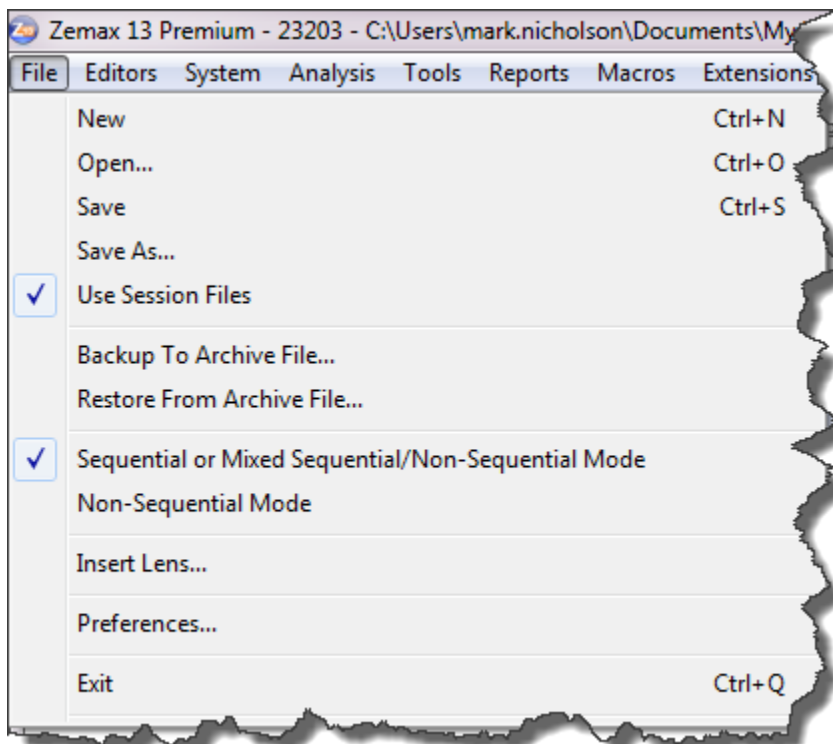 Zemax 13 Premium - 23203 - C:\Users\mark.nicholson\Documents\My
File Editors System Analysis Tools Reports Macros Extensions
New Ctrl+N
Open... Ctrl+O
Save Ctrl+S
Save As...
Use Session Files
Backup To Archive File...
Restore From Archive File...
Sequential or Mixed Sequential/Non-Sequential Mode
Non-Sequential Mode
Insert Lens...
Preferences...
Exit Ctrl+Q